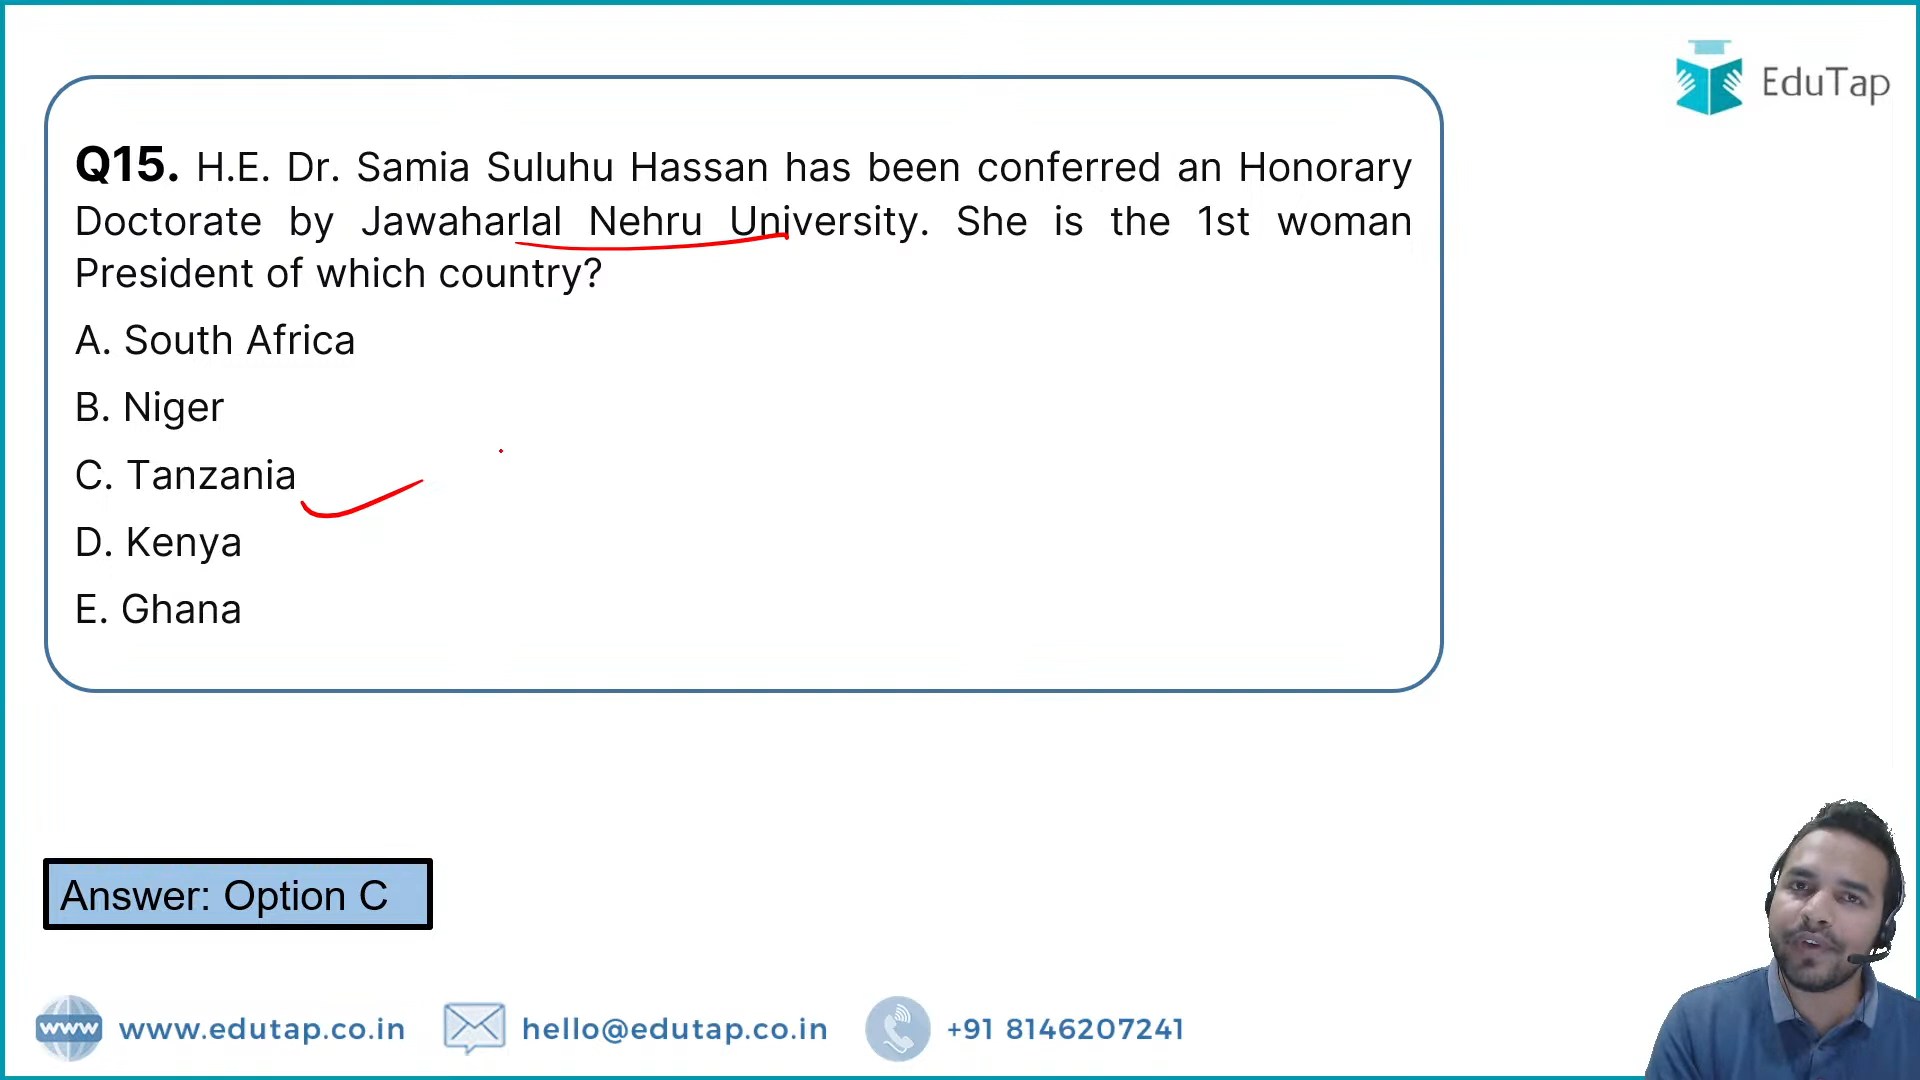 EduTap
Q15. H.E. Dr. Samia Suluhu Hassan has been conferred an Honorary
Doctorate by Jawaharlal Nehru University. She is the 1st woman
President of which country?
A. South Africa
B. Niger
C. Tanzania
D. Kenya
E. Ghana
Answer: Option C
www www.edutap.co.in hello@edutap.co.in +91 8146207241